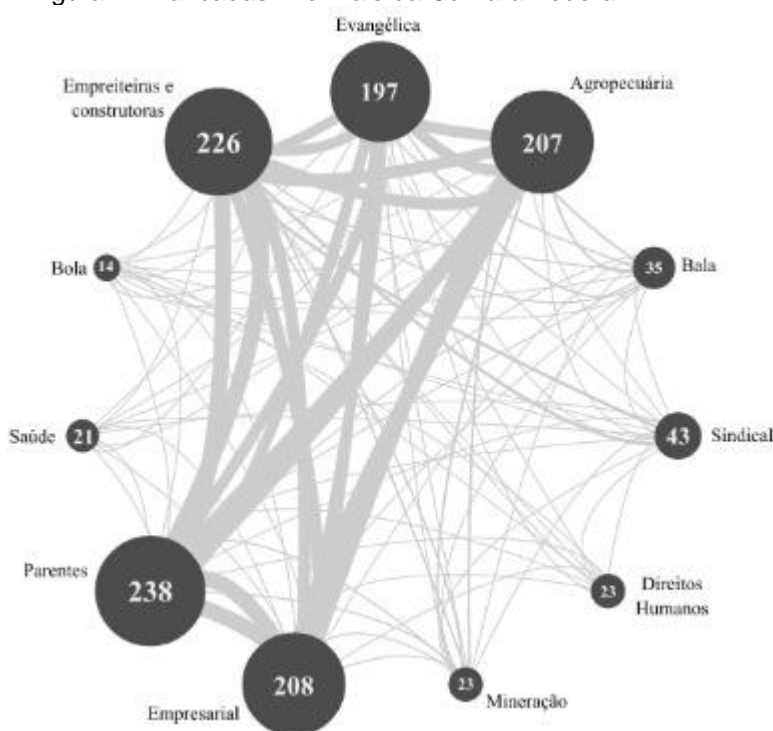 Evangélica
197
Empreiteiras e
construtoras
226
Agropecuária
207
Bola
14
35
Bala
Saúde
21
43
Sindical
Parentes
238
23
Direitos
Humanos
208
Empresarial
23
Mineração